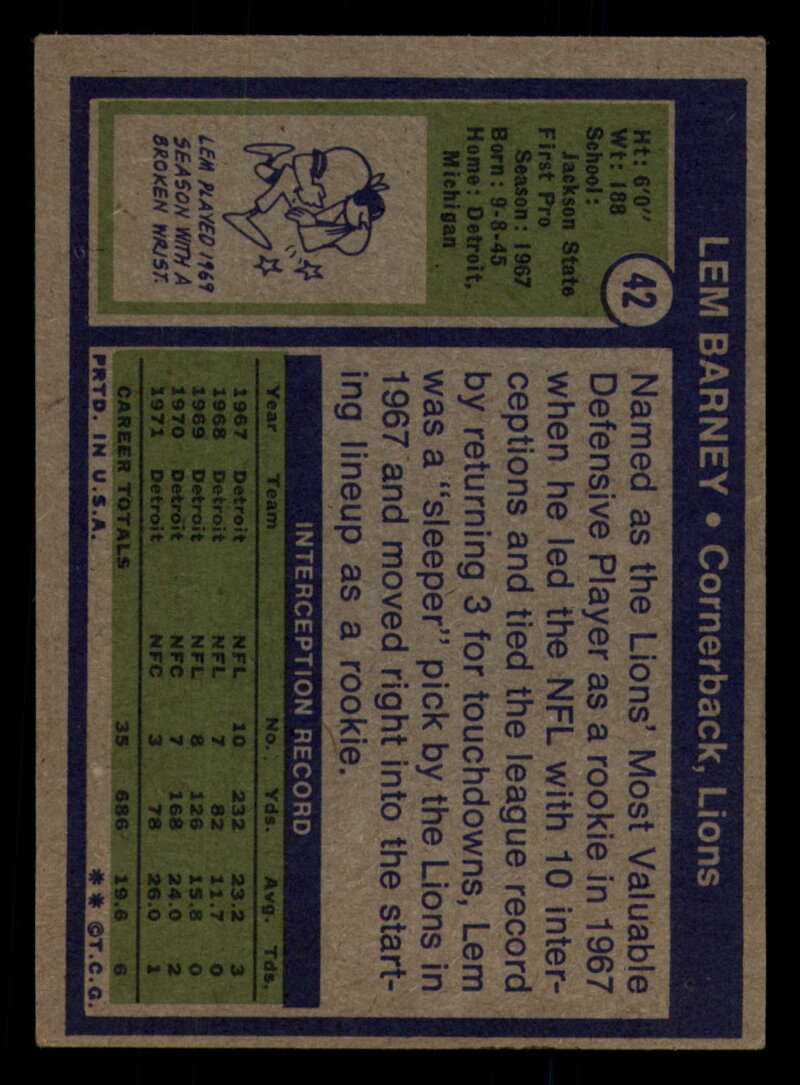 LEM BARNEY • Cornerback, Lions
42
Ht: 6'0"
Wt: 188
School:
Jackson State
First Pro
Season: 1967
Born: 9-8-45
Home: Detroit,
Michigan
LEM PLAYED 1969
SEASON WITH A
BROKEN WRIST.
Named as the Lions' Most Valuable
Defensive Player as a rookie in 1967
when he led the NFL with 10 inter-
ceptions and tied the league record
by returning 3 for touchdowns, Lem
was a "sleeper" pick by the Lions in
1967 and moved right into the start-
ing lineup as a rookie.
INTERCEPTION RECORD
Year Team No. Yds. Avg. Tds.
1967 Detroit NFL 10 232 23.2 3
1968 Detroit NFL 7 82 11.7 0
1969 Detroit NFL 8 126 15.8 0
1970 Detroit NFC 7 168 24.0 2
1971 Detroit NFC 3 78 26.0 1
CAREER TOTALS 35 686 19.6 6
PRTD. IN U.S.A. ** ©T.C.G.